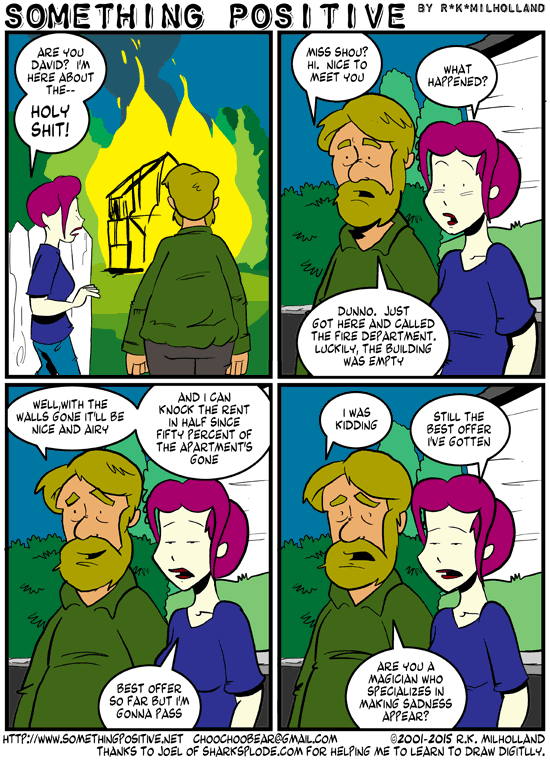 SOMETHING POSITIVE BY R*K*MILHOLLAND
ARE YOU
DAVID? I'M
HERE ABOUT
THE--
HOLY
SHIT!
MISS SHOU?
HI. NICE TO
MEET YOU
WHAT
HAPPENED?
DUNNO. JUST
GOT HERE AND CALLED
THE FIRE DEPARTMENT.
LUCKILY, THE BUILDING
WAS EMPTY
WELL,WITH THE
WALLS GONE IT'LL BE
NICE AND AIRY
AND I CAN
KNOCK THE RENT
IN HALF SINCE
FIFTY PERCENT OF
THE APARTMENT'S
GONE
BEST OFFER
SO FAR BUT I'M
GONNA PASS
I WAS
KIDDING
STILL THE
BEST OFFER
I'VE GOTTEN
ARE YOU A
MAGICIAN WHO
SPECIALIZES IN
MAKING SADNESS
APPEAR?
HTTP://WWW.SOMETHINGPOSITIVE.NET CHOOCHOOBEAR@GMAIL.COM ©2001-2015 R.K. MILHOLLAND
THANKS TO JOEL OF SHARKSPLODE.COM FOR HELPING ME TO LEARN TO DRAW DIGITLLY.